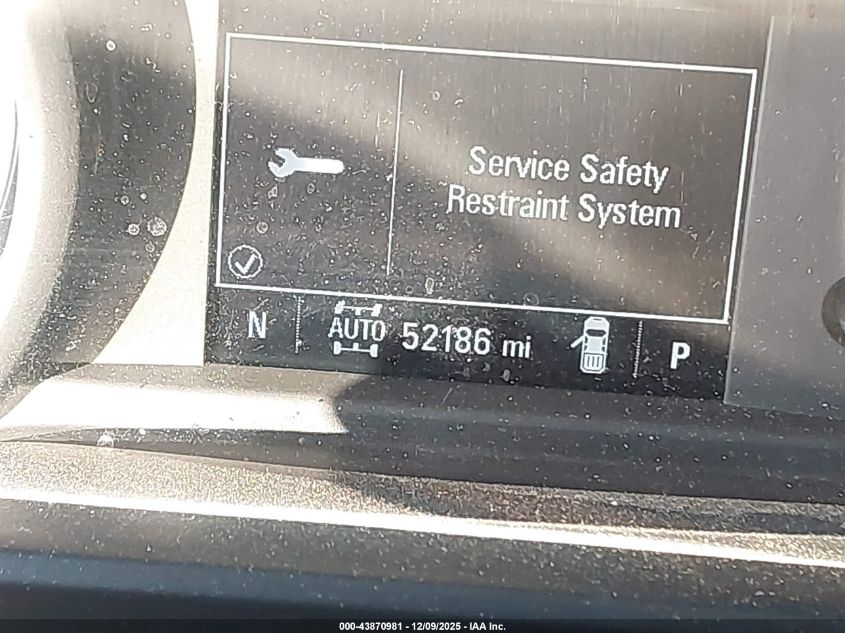 Service Safety
Restraint System
N AUTO 52186 mi P
000-43870981 - 12/09/2025 - IAA Inc.